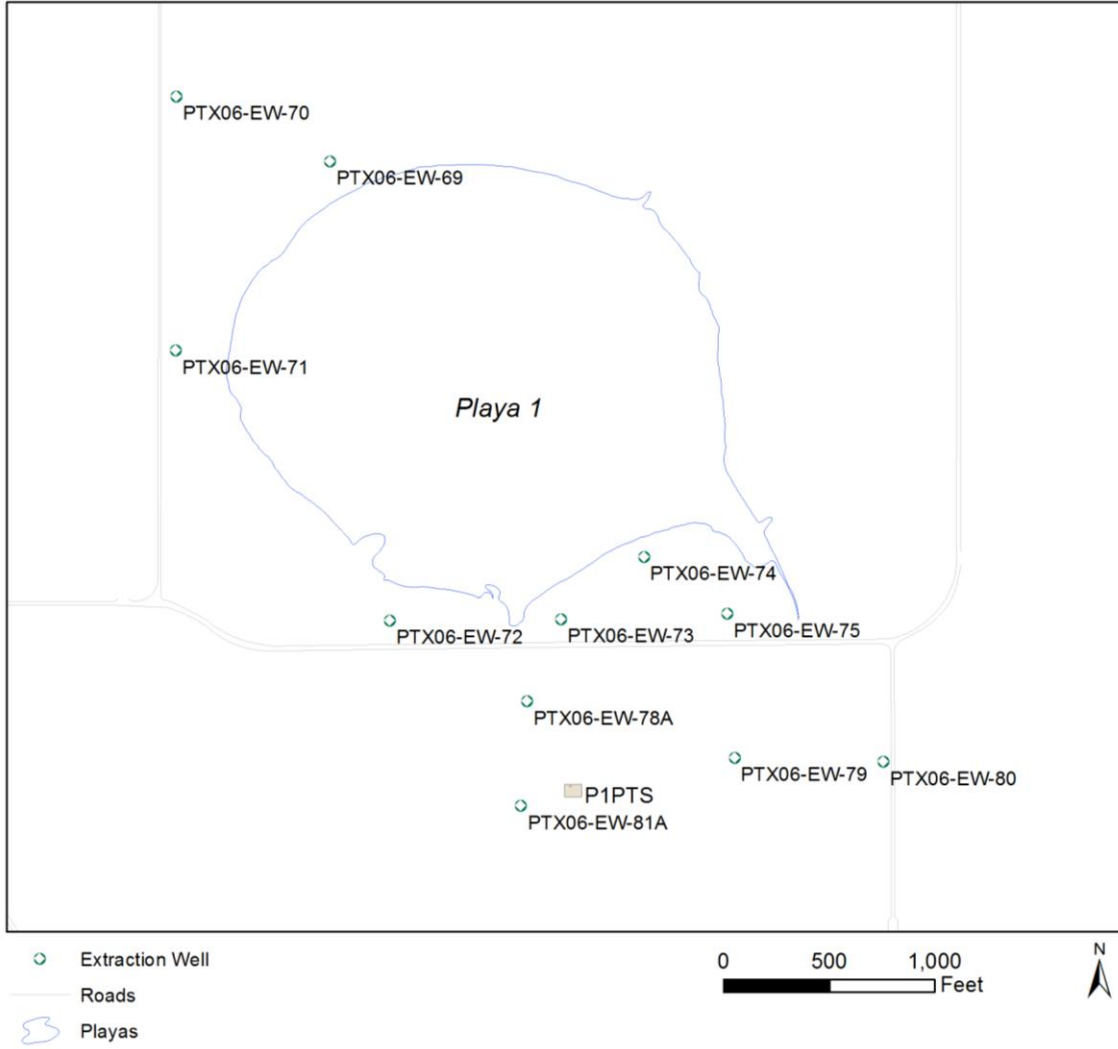 PTX06-EW-70
PTX06-EW-69
PTX06-EW-71
Playa 1
PTX06-EW-74
PTX06-EW-72
PTX06-EW-73
PTX06-EW-75
PTX06-EW-78A
PTX06-EW-79
PTX06-EW-80
P1PTS
PTX06-EW-81A
Extraction Well
Roads
Playas
0 500 1,000
Feet
N